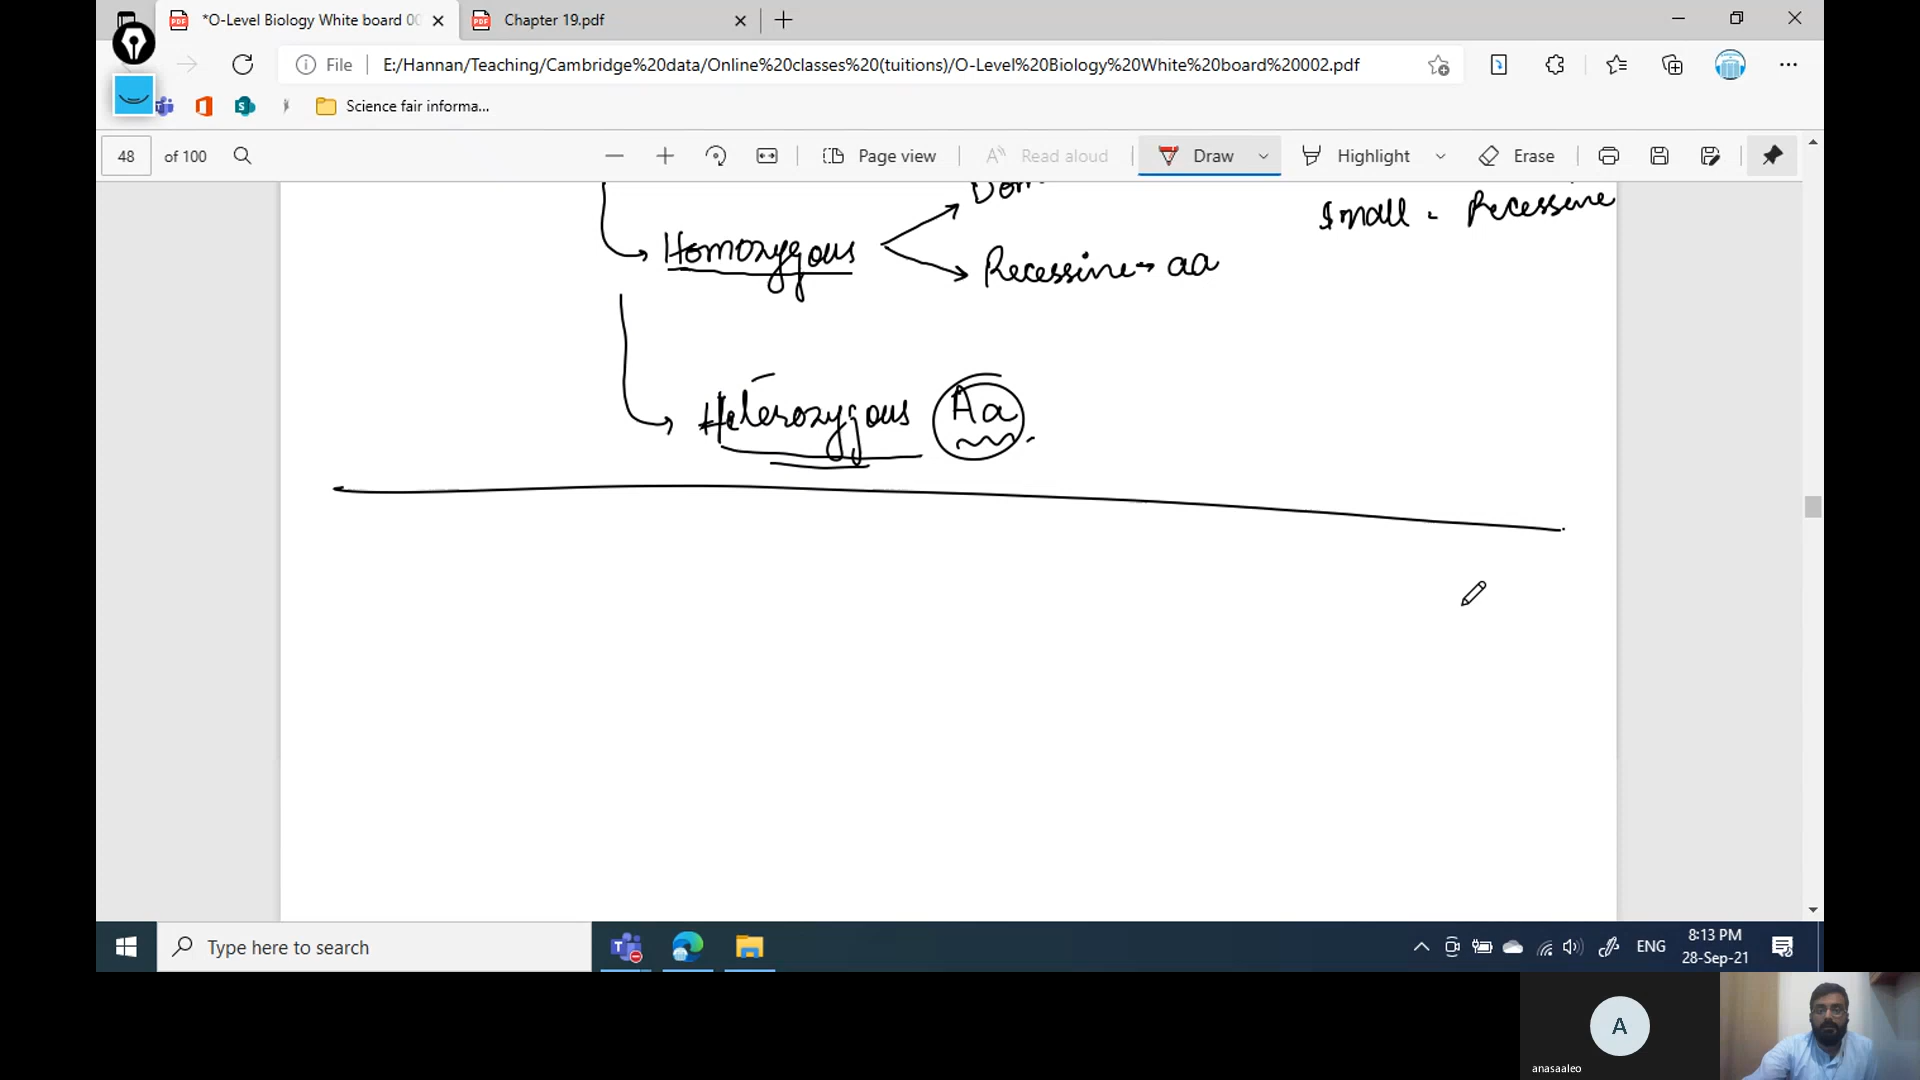 *O-Level Biology White board 00
Chapter 19.pdf
File
E:/Hannan/Teaching/Cambridge%20data/Online%20classes%20(tuitions)/O-Level%20Biology%20White%20board%20002.pdf
Science fair informa...
48 of 100
Page view
Read aloud
Draw
Highlight
Erase
Dom
Small - Recessive
Homozygous
Recessive → aa
Heterozygous Aa
Type here to search
ENG
8:13 PM
28-Sep-21
A
anasaaleo